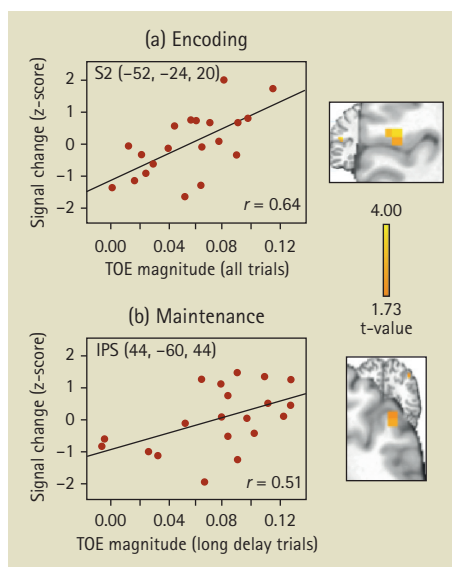 (a) Encoding
S2 (−52, −24, 20)
Signal change (z-score)
2
1
0
−1
−2
r = 0.64
0.00 0.04 0.08 0.12
TOE magnitude (all trials)
4.00
1.73
t-value
(b) Maintenance
IPS (44, −60, 44)
Signal change (z-score)
2
1
0
−1
−2
r = 0.51
0.00 0.04 0.08 0.12
TOE magnitude (long delay trials)